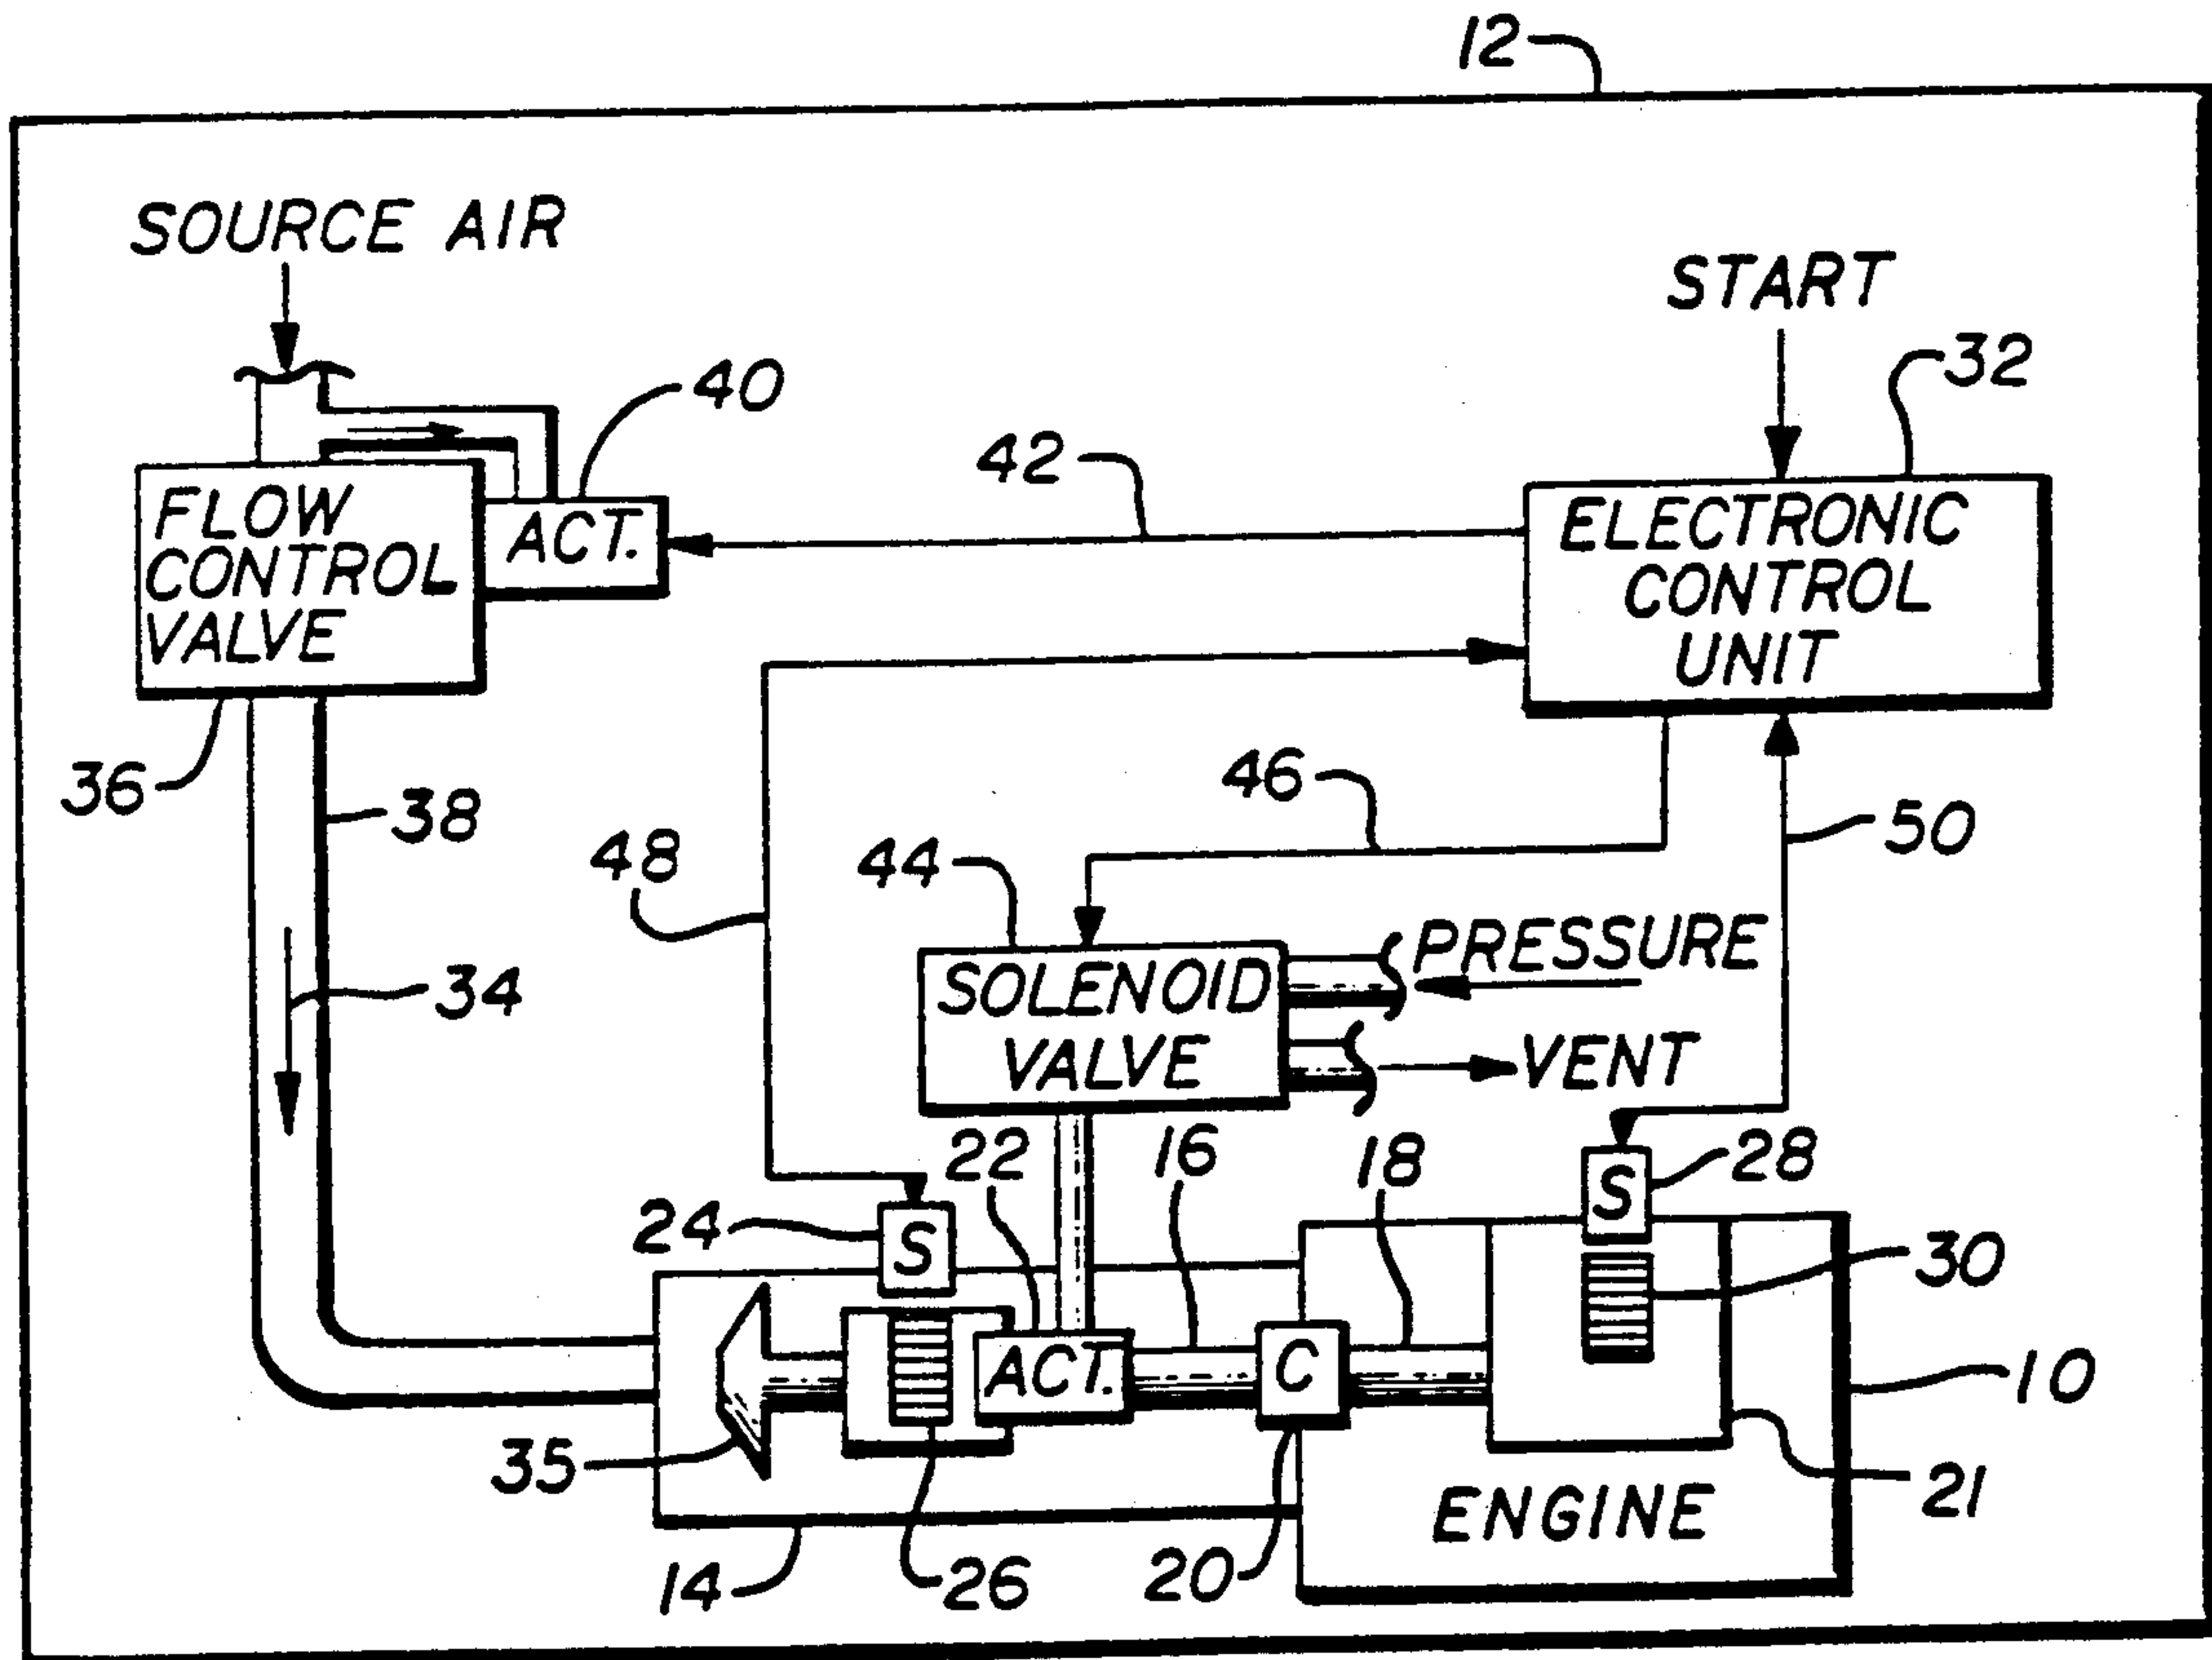 12
SOURCE AIR
START
40
32
42
FLOW
CONTROL
VALVE
ACT.
ELECTRONIC
CONTROL
UNIT
36
38
46
50
48
44
PRESSURE
34
SOLENOID
VALVE
VENT
22
16
18
28
S
24
S
30
ACT.
C
10
35
21
ENGINE
14
26
20